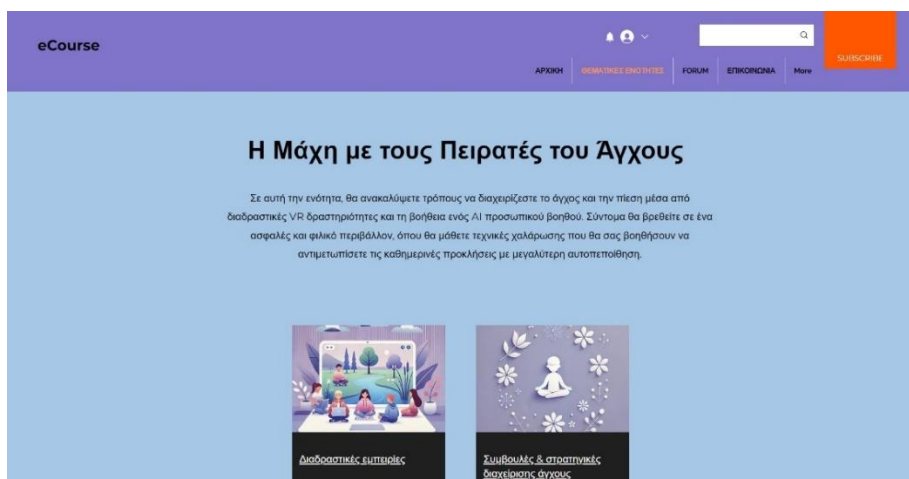 eCourse
SUBSCRIBE
ΑΡΧΙΚΗ ΘΕΜΑΤΙΚΕΣ ΕΝΟΤΗΤΕΣ FORUM ΕΠΙΚΟΙΝΩΝΙΑ More
Η Μάχη με τους Πειρατές του Άγχους
Σε αυτή την ενότητα, θα ανακαλύψετε τρόπους να διαχειρίζεστε το άγχος και την πίεση μέσα από
διαδραστικές VR δραστηριότητες και τη βοήθεια ενός AI προσωπικού βοηθού. Σύντομα θα βρεθείτε σε ένα
ασφαλές και φιλικό περιβάλλον, όπου θα μάθετε τεχνικές χαλάρωσης που θα σας βοηθήσουν να
αντιμετωπίσετε τις καθημερινές προκλήσεις με μεγαλύτερη αυτοπεποίθηση.
Διαδραστικές εμπειρίες
Συμβουλές & στρατηγικές
διαχείρισης άγχους